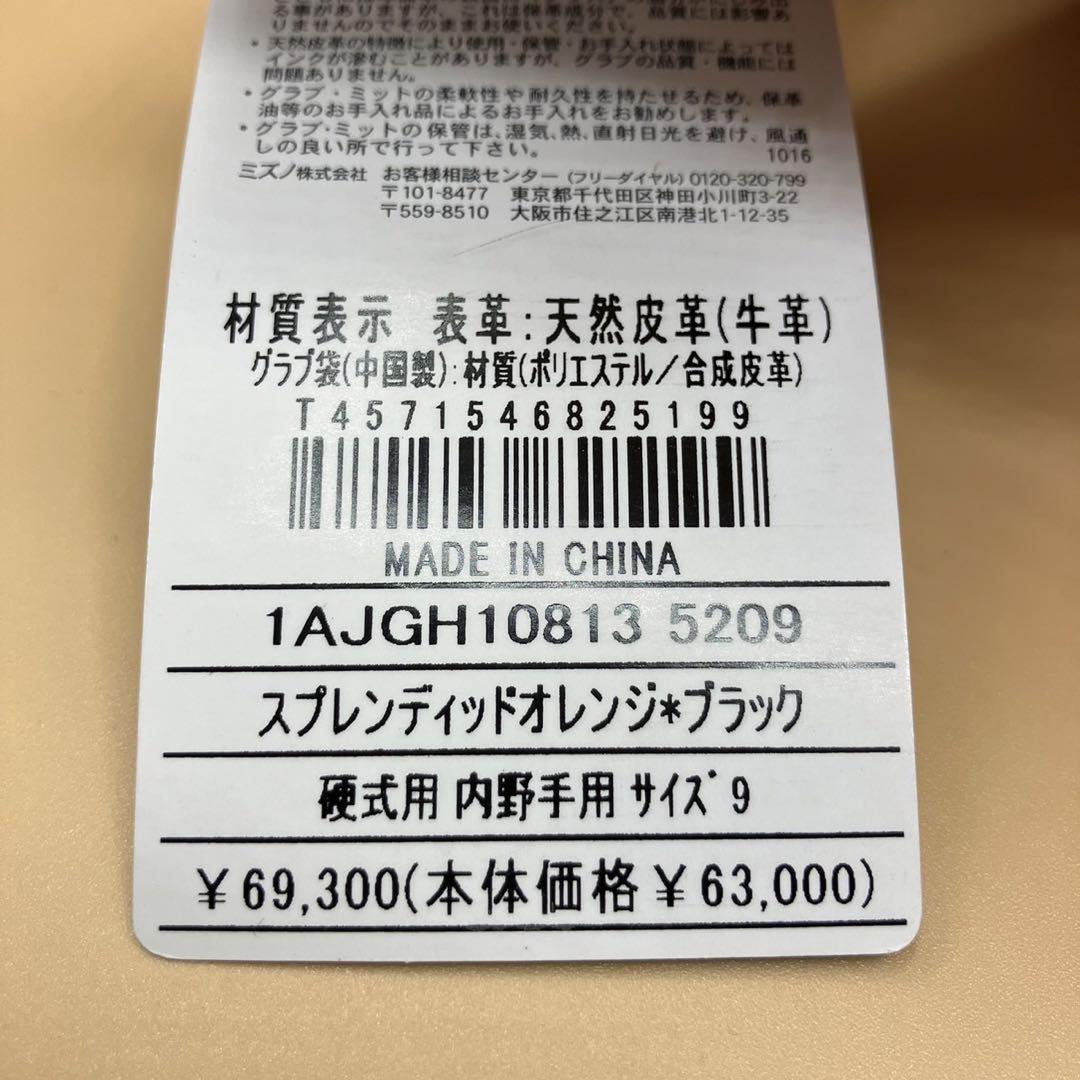 る事がありますが、これは保革成分で、品質には影響あ
りませんのでそのままお使いください。
・天然皮革の特徴により使用・保管・お手入れ状態によっては
インクが滲むことがありますが、グラブの品質・機能には
問題ありません。
・グラブ・ミットの柔軟性や耐久性を持たせるため、保革
油等のお手入れ品によるお手入れをお勧めします。
・グラブ・ミットの保管は、湿気、熱、直射日光を避け、風通
しの良い所で行って下さい。
1016
ミズノ株式会社 お客様相談センター (フリーダイヤル) 0120-320-799
〒101-8477 東京都千代田区神田小川町3-22
〒559-8510 大阪市住之江区南港北1-12-35
材質表示 表革:天然皮革(牛革)
グラブ袋(中国製):材質(ポリエステル/合成皮革)
T4571546825199
MADE IN CHINA
1AJGH10813 5209
スプレンディッドオレンジ*ブラック
硬式用 内野手用 サイズ 9
¥69,300(本体価格¥63,000)